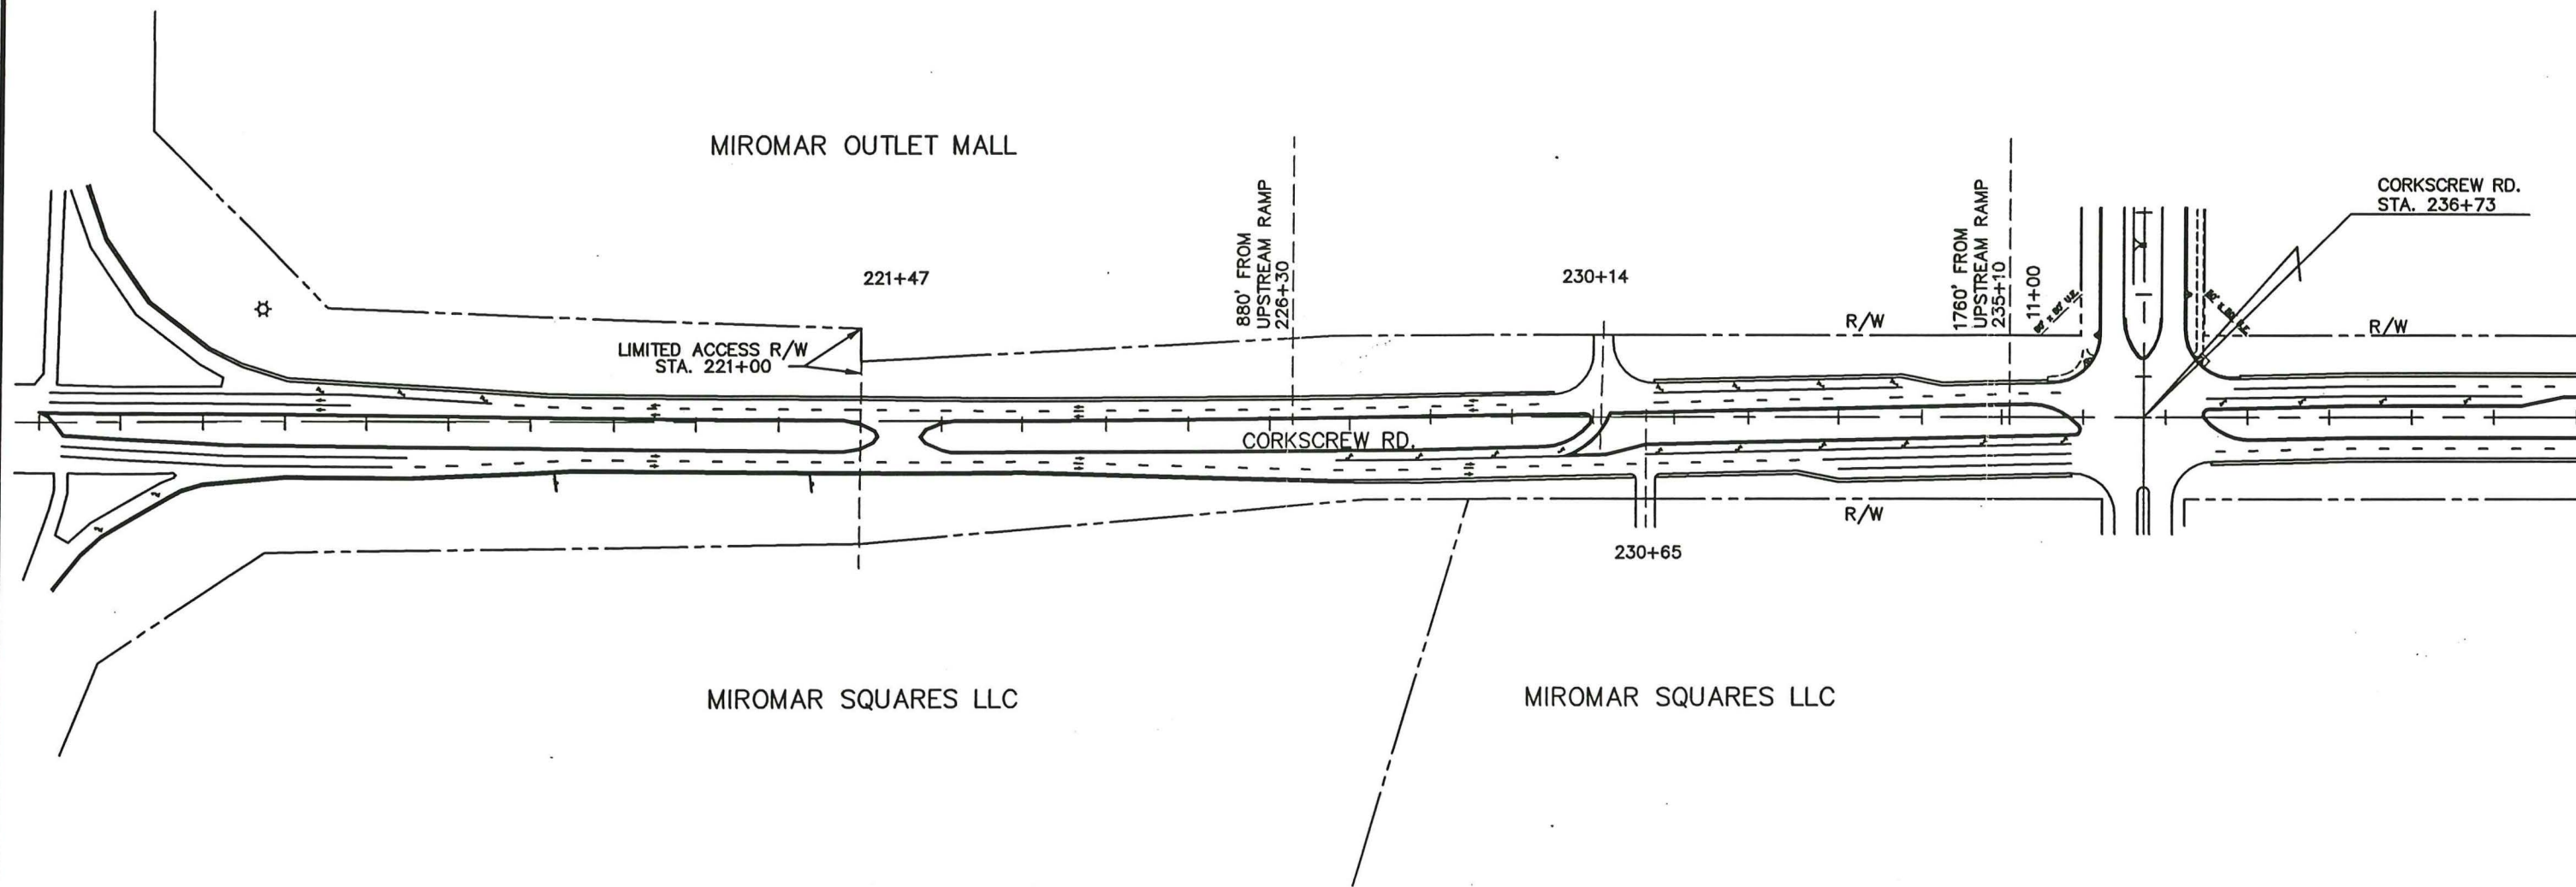 MIROMAR OUTLET MALL
CORKSCREW RD.
STA. 236+73
880' FROM
UPSTREAM RAMP
226+30
1760' FROM
UPSTREAM RAMP
235+10
11+00
221+47
230+14
R/W
R/W
LIMITED ACCESS R/W
STA. 221+00
CORKSCREW RD.
R/W
230+65
MIROMAR SQUARES LLC
MIROMAR SQUARES LLC